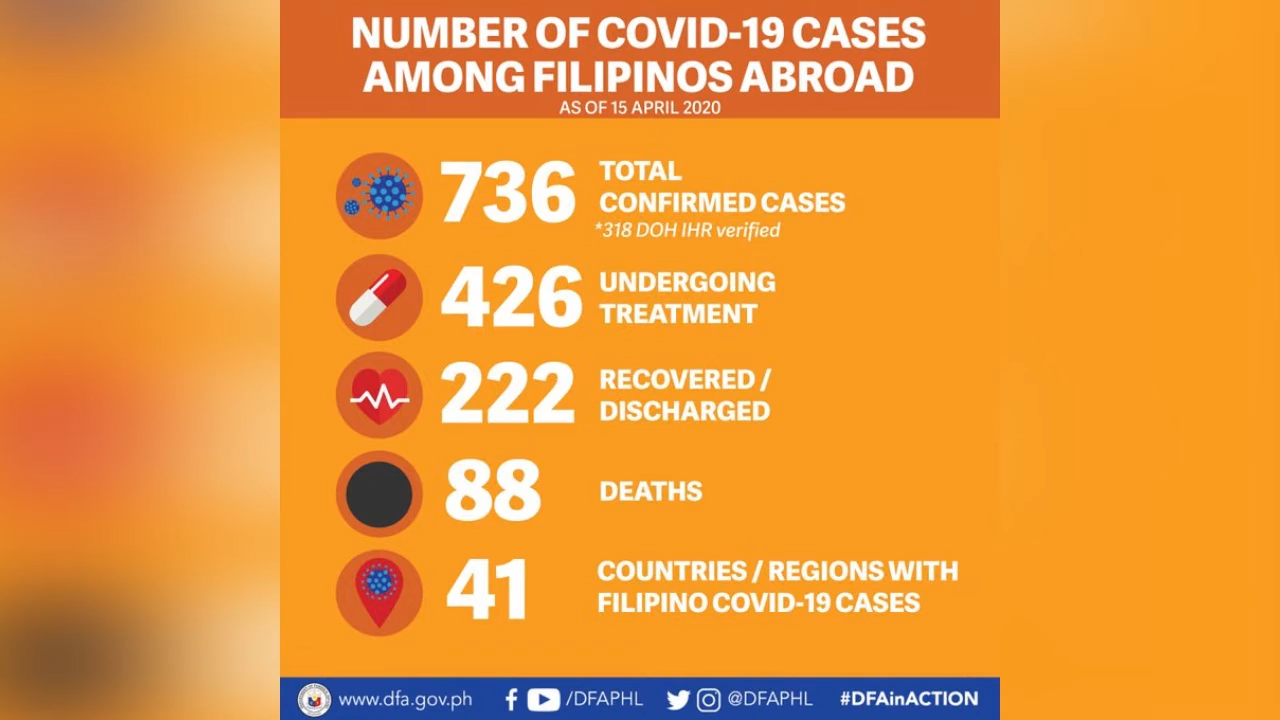 NUMBER OF COVID-19 CASES
AMONG FILIPINOS ABROAD
AS OF 15 APRIL 2020
736 TOTAL
CONFIRMED CASES
*318 DOH IHR verified
426 UNDERGOING
TREATMENT
222 RECOVERED /
DISCHARGED
88 DEATHS
41 COUNTRIES / REGIONS WITH
FILIPINO COVID-19 CASES
www.dfa.gov.ph /DFAPHL @DFAPHL #DFAinACTION